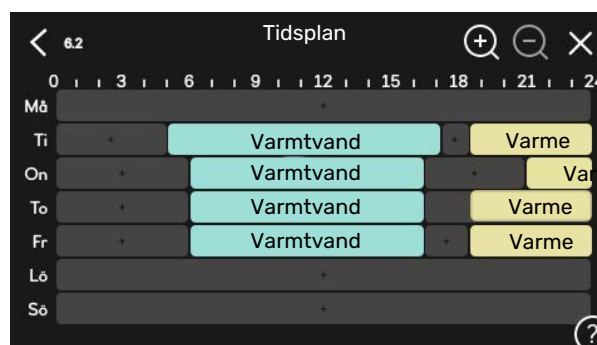 6.2 Tidsplan
0 3 6 9 12 15 18 21 24
Må
Ti Varmtvand Varme
On Varmtvand Var
To Varmtvand Varme
Fr Varmtvand Varme
Lö
Sö
?